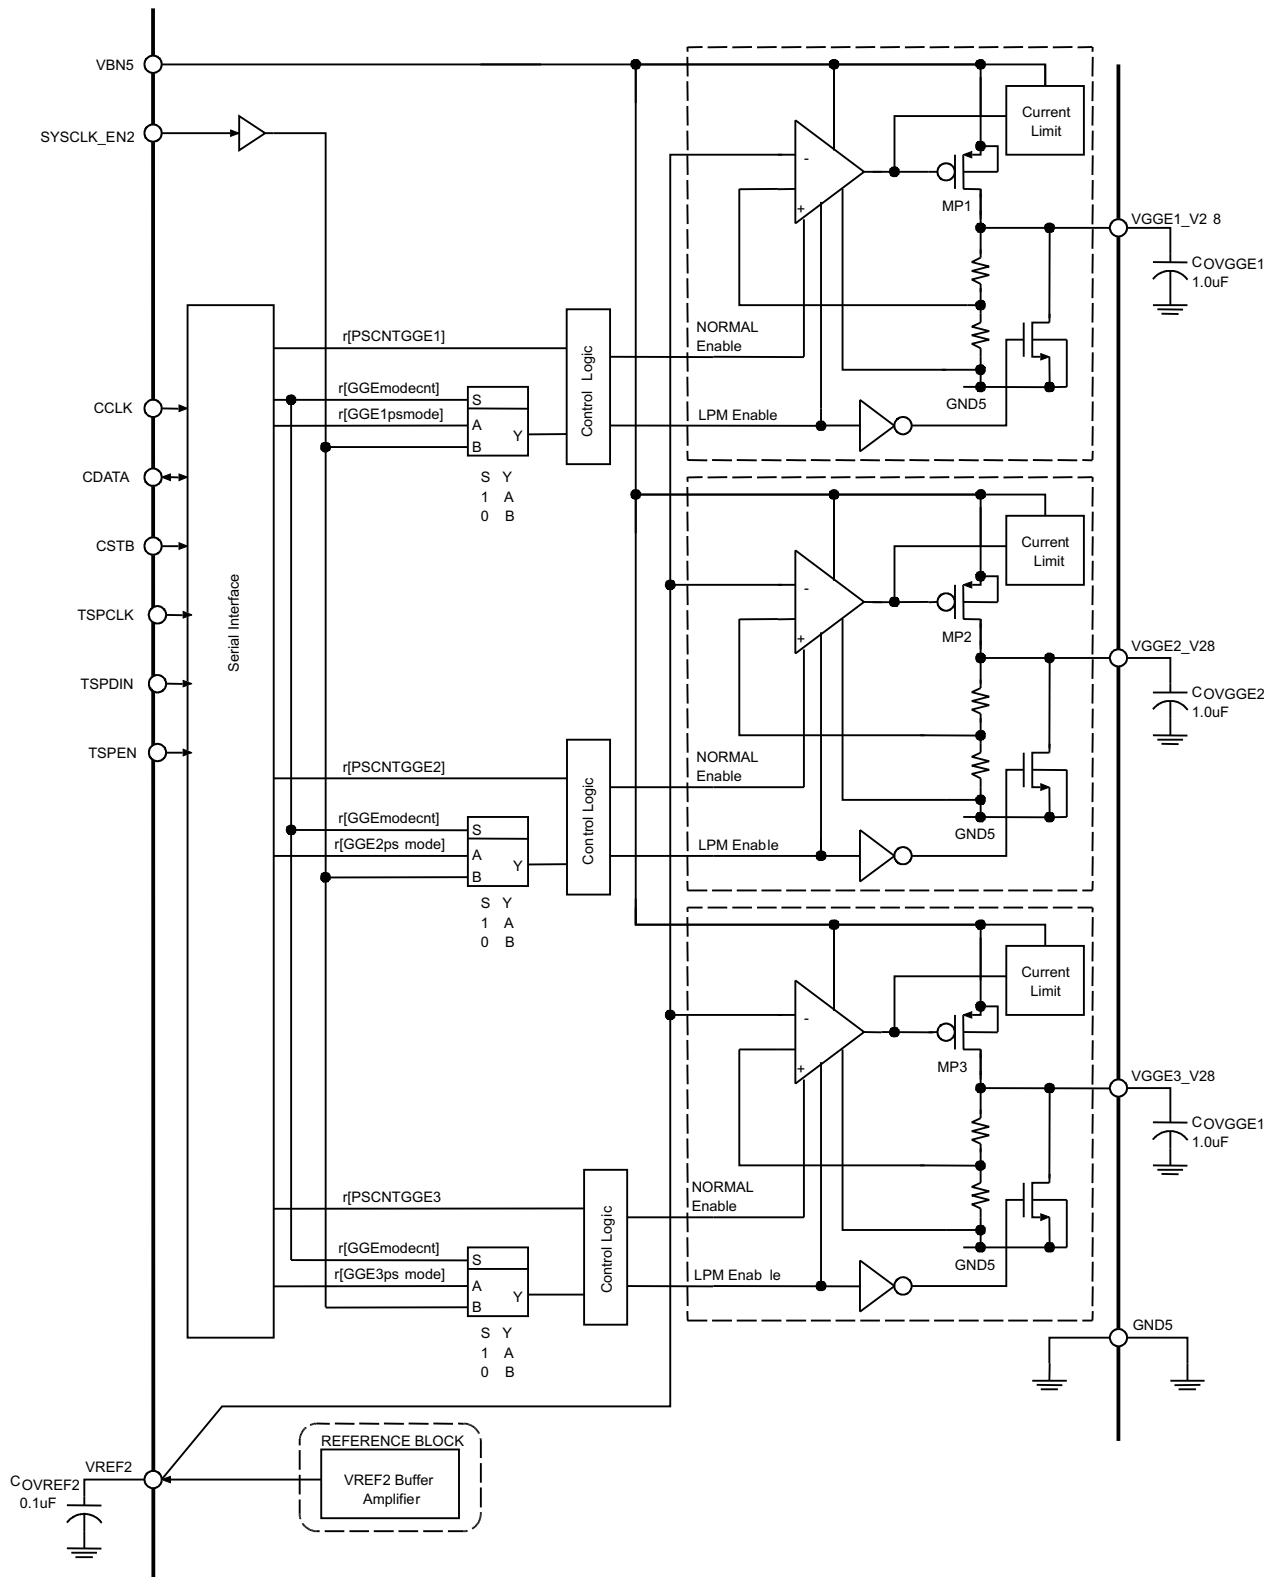 VBN5
SYSCLK_EN2
Current
Limit
-
+
MP1
VGGE1_V2 8
COVGGE1
1.0uF
r[PSCNTGGE1]
NORMAL
Enable
Control Logic
r[GGEmodecnt]
S
CCLK
r[GGE1psmode]
A
Y
B
LPM Enable
GND5
CDATA
S Y
1 A
0 B
CSTB
Current
Limit
TSPCLK
Serial Interface
-
+
MP2
VGGE2_V28
TSPDIN
COVGGE2
1.0uF
TSPEN
r[PSCNTGGE2]
NORMAL
Enable
Control Logic
r[GGEmodecnt]
S
r[GGE2ps mode]
A
Y
B
LPM Enable
GND5
S Y
1 A
0 B
Current
Limit
-
+
MP3
VGGE3_V28
COVGGE1
1.0uF
r[PSCNTGGE3
NORMAL
Enable
Control Logic
r[GGEmodecnt]
S
r[GGE3ps mode]
A
Y
B
LPM Enab le
GND5
S Y
1 A
0 B
GND5
REFERENCE BLOCK
VREF2
VREF2 Buffer
Amplifier
COVREF2
0.1uF